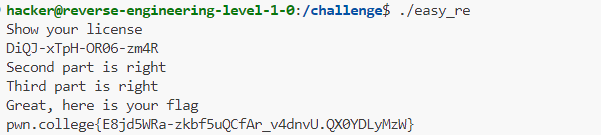 hacker@reverse-engineering-level-1-0:/challenge$ ./easy_re
Show your license
DiQJ-xTpH-OR06-zm4R
Second part is right
Third part is right
Great, here is your flag
pwn.college{E8jd5WRa-zkbf5uQCfAr_v4dnvU.QX0YDLyMzW}